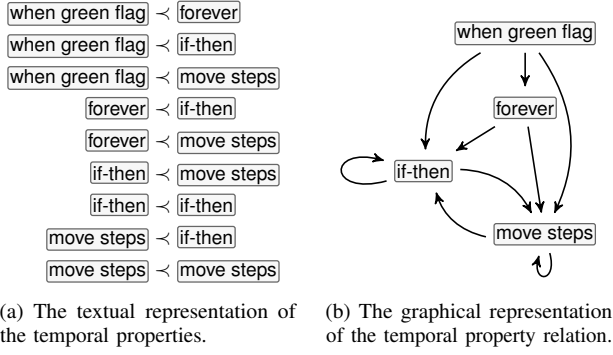 when green flag ≺ forever
when green flag ≺ if-then
when green flag ≺ move steps
forever ≺ if-then
forever ≺ move steps
if-then ≺ move steps
if-then ≺ if-then
move steps ≺ if-then
move steps ≺ move steps
(a) The textual representation of
the temporal properties.
when green flag
forever
if-then
move steps
(b) The graphical representation
of the temporal property relation.